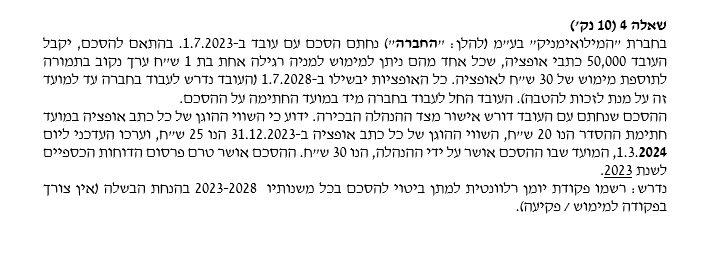 שאלה 4 (10 נק')
בחברת "המילואימניק" בע"מ (להלן: "החברה") נחתם הסכם עם עובד ב-1.7.2023. בהתאם להסכם, יקבל
העובד 50,000 כתבי אופציה, שכל אחד מהם ניתן למימוש למניה רגילה אחת בת 1 ש"ח ערך נקוב בתמורה
לתוספת מימוש של 30 ש"ח לאופציה. כל האופציות יבשילו ב-1.7.2028 (העובד נדרש לעבוד בחברה עד למועד
זה על מנת לזכות להטבה). העובד החל לעבוד בחברה מיד במועד החתימה על ההסכם.
ההסכם שנחתם עם העובד דורש אישור מצד ההנהלה הבכירה. ידוע כי השווי ההוגן של כל כתב אופציה במועד
חתימת ההסדר הנו 20 ש"ח, השווי ההוגן של כל כתב אופציה ב-31.12.2023 הנו 25 ש"ח, וערכו העדכני ליום
1.3.2024, המועד שבו ההסכם אושר על ידי ההנהלה, הנו 30 ש"ח. ההסכם אושר טרם פרסום הדוחות הכספיים
לשנת 2023.
נדרש: רשמו פקודת יומן רלוונטית למתן ביטוי להסכם בכל משנותיו 2023-2028 בהנחת הבשלה (אין צורך
בפקודה למימוש / פקיעה).